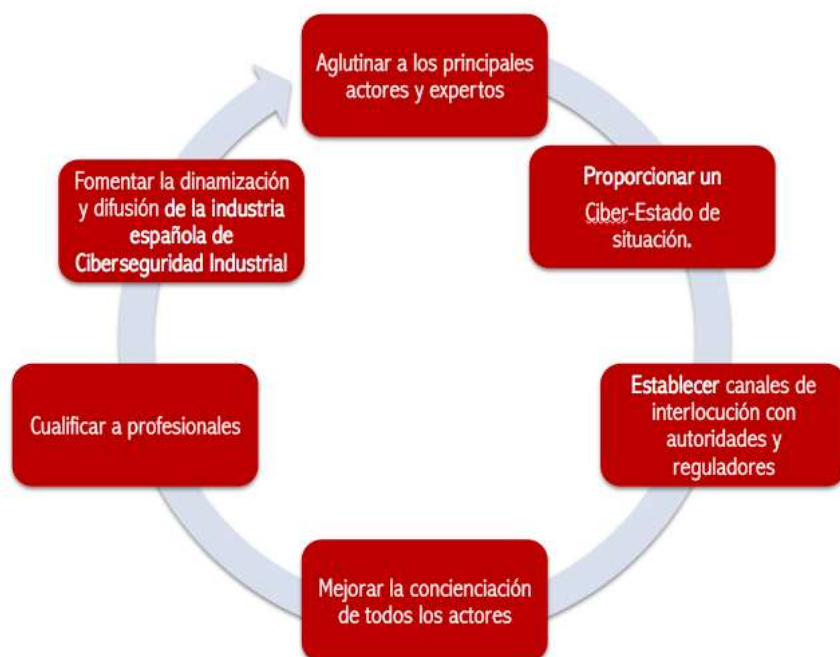 Aglutinar a los principales
actores y expertos
Proporcionar un
Ciber-Estado de
situación.
Establecer canales de
interlocución con
autoridades y
reguladores
Mejorar la concienciación
de todos los actores
Cualificar a profesionales
Fomentar la dinamización
y difusión de la industria
española de
Ciberseguridad Industrial